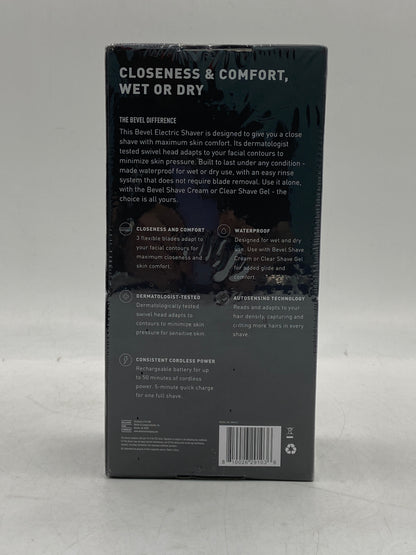 CLOSENESS & COMFORT,
WET OR DRY
THE BEVEL DIFFERENCE
This Bevel Electric Shaver is designed to give you a close
shave with maximum skin comfort. Its dermatologist
tested swivel head adapts to your facial contours to
minimize skin pressure. Built to last under any condition -
made waterproof for wet or dry use, with an easy rinse
system that does not require blade removal. Use it alone,
with the Bevel Shave Cream or Clear Shave Gel - the
choice is all yours.
CLOSENESS AND COMFORT
3 flexible blades adapt to
your facial contours for
maximum closeness and
skin comfort.
WATERPROOF
Designed for wet and dry
use. Use with Bevel Shave
Cream or Clear Shave Gel
for added glide and
comfort.
DERMATOLOGIST-TESTED
Dermatologically tested
swivel head adapts to
contours to minimize skin
pressure for sensitive skin.
AUTOSENSING TECHNOLOGY
Reads and adapts to your
hair density, capturing and
cutting more hairs in every
shave.
CONSISTENT CORDLESS POWER
Rechargeable battery for up
to 50 minutes of cordless
power. 5-minute quick charge
for one full shave.